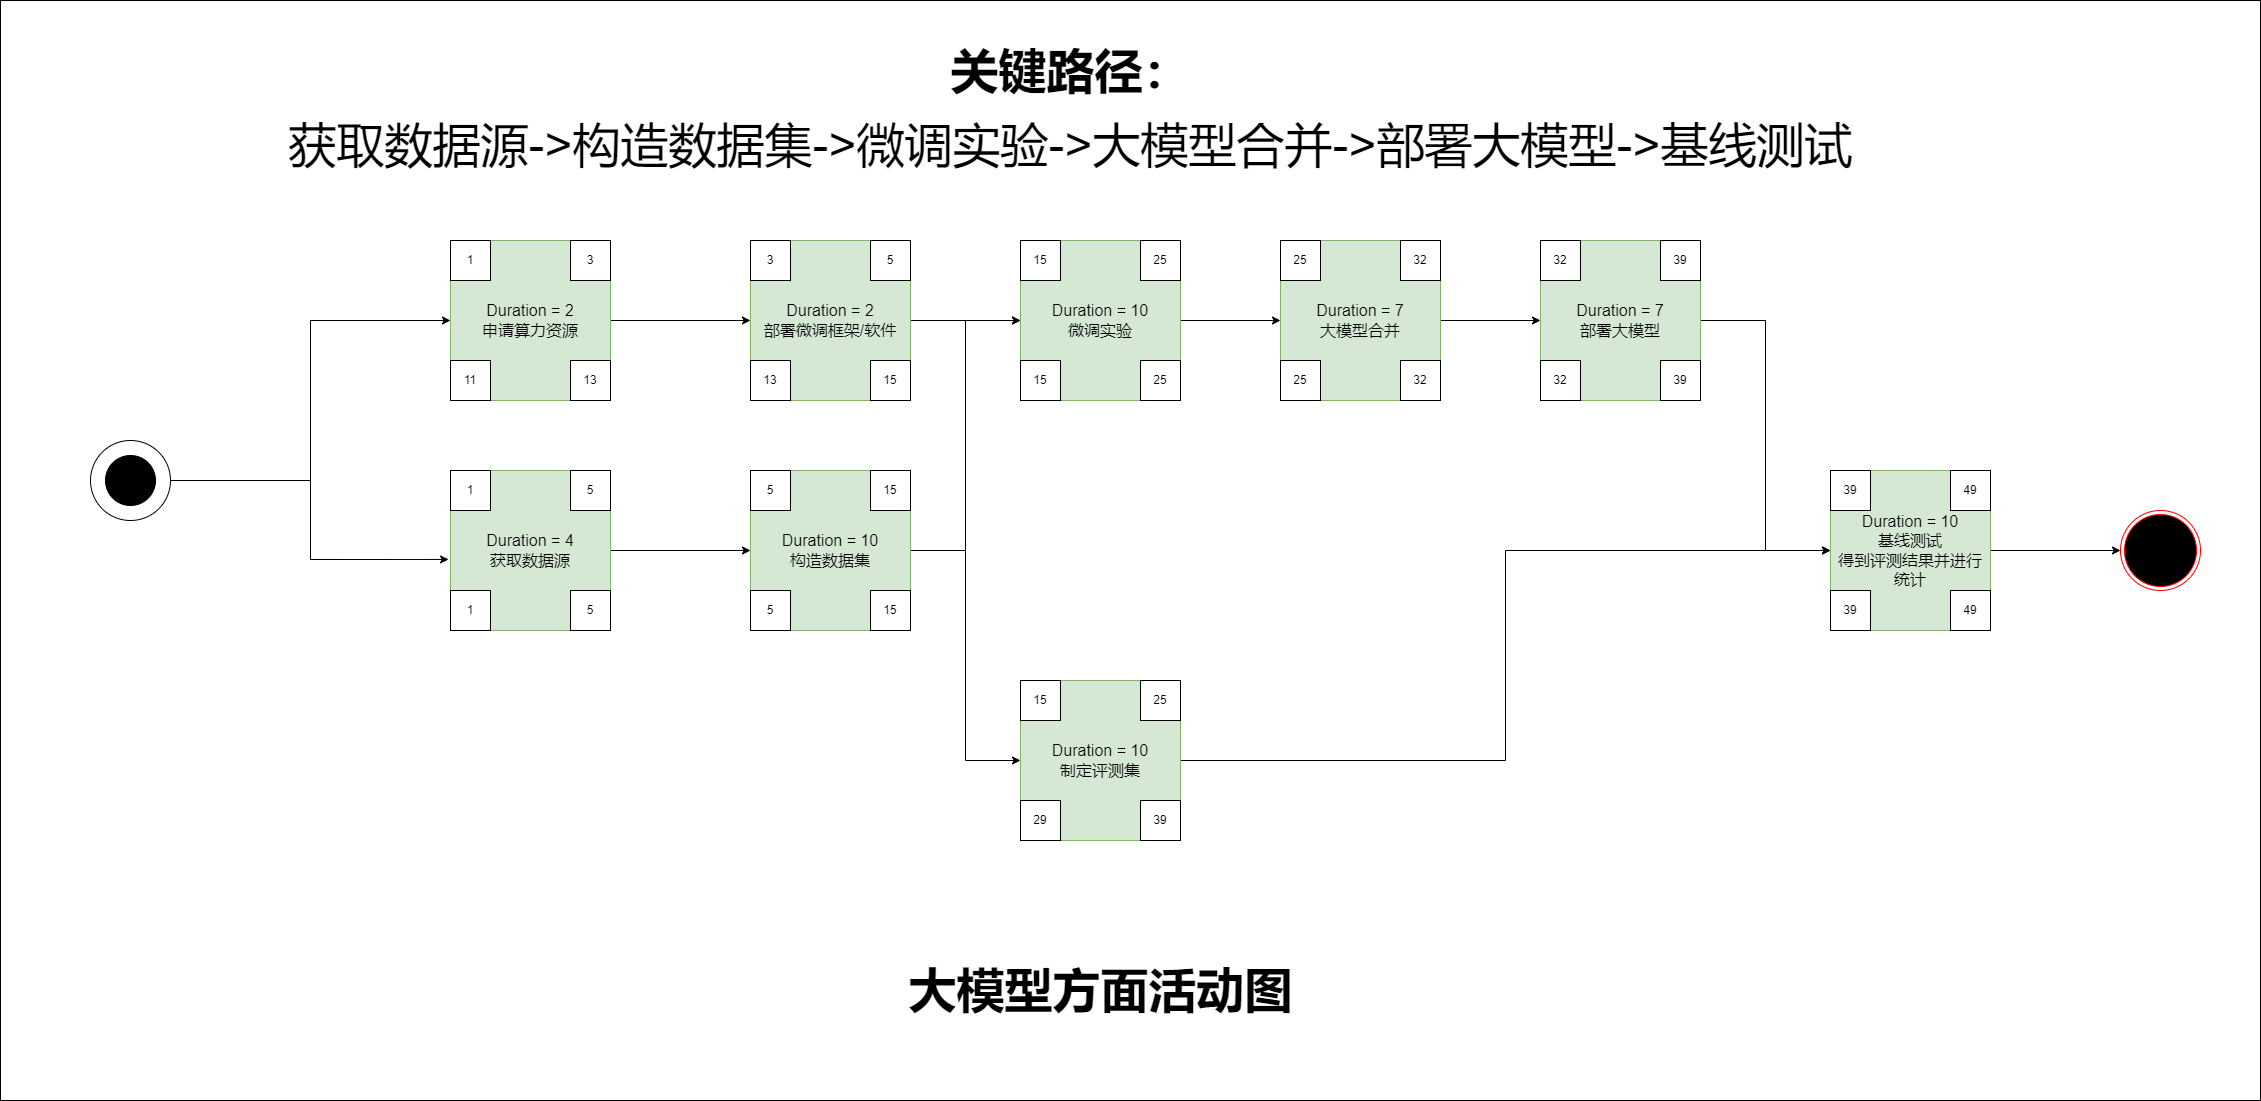 关键路径：
获取数据源->构造数据集->微调实验->大模型合并->部署大模型->基线测试
1
3
Duration = 2
申请算力资源
11
13
3
5
Duration = 2
部署微调框架/软件
13
15
15
25
Duration = 10
微调实验
15
25
25
32
Duration = 7
大模型合并
25
32
32
39
Duration = 7
部署大模型
32
39
1
5
Duration = 4
获取数据源
1
5
5
15
Duration = 10
构造数据集
5
15
39
49
Duration = 10
基线测试
得到评测结果并进行
统计
39
49
15
25
Duration = 10
制定评测集
29
39
大模型方面活动图